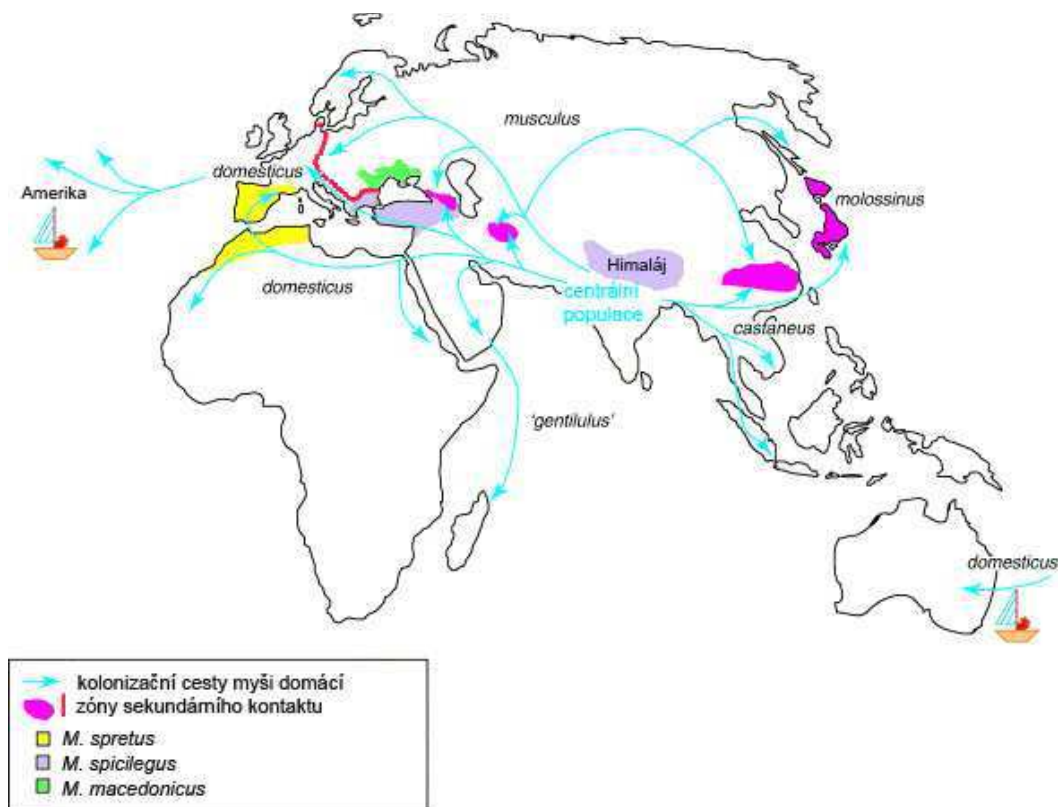 musculus
domesticus
Amerika
molossinus
Himaláj
domesticus
centrální
populace
castaneus
'gentilulus'
domesticus
kolonizační cesty myši domácí
zóny sekundárního kontaktu
M. spretus
M. spicilegus
M. macedonicus